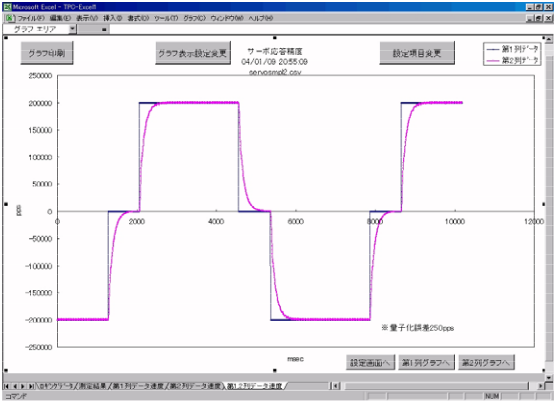 Microsoft Excel - TPO-Excel1
ファイル(F) 編集(E) 表示(V) 挿入(I) 書式(O) ツール(T) グラフ(C) ウィンドウ(W) ヘルプ(H)
グラフ エリア =
グラフ印刷 グラフ表示設定変更 サーボ応答精度 設定項目変更
04/01/09 20:55:09
servosmpl2.csv
第1列データ
第2列データ
250000
200000
150000
100000
50000
0
-50000
-100000
-150000
-200000
-250000
pps
0 2000 4000 6000 8000 10000 12000
※量子化誤差250pps
msec
設定画面へ 第1列グラフへ 第2列グラフへ
測定結果 / 第1列データ速度 / 第2列データ速度 \ 第1,2列データ速度 /
コマンド NUM